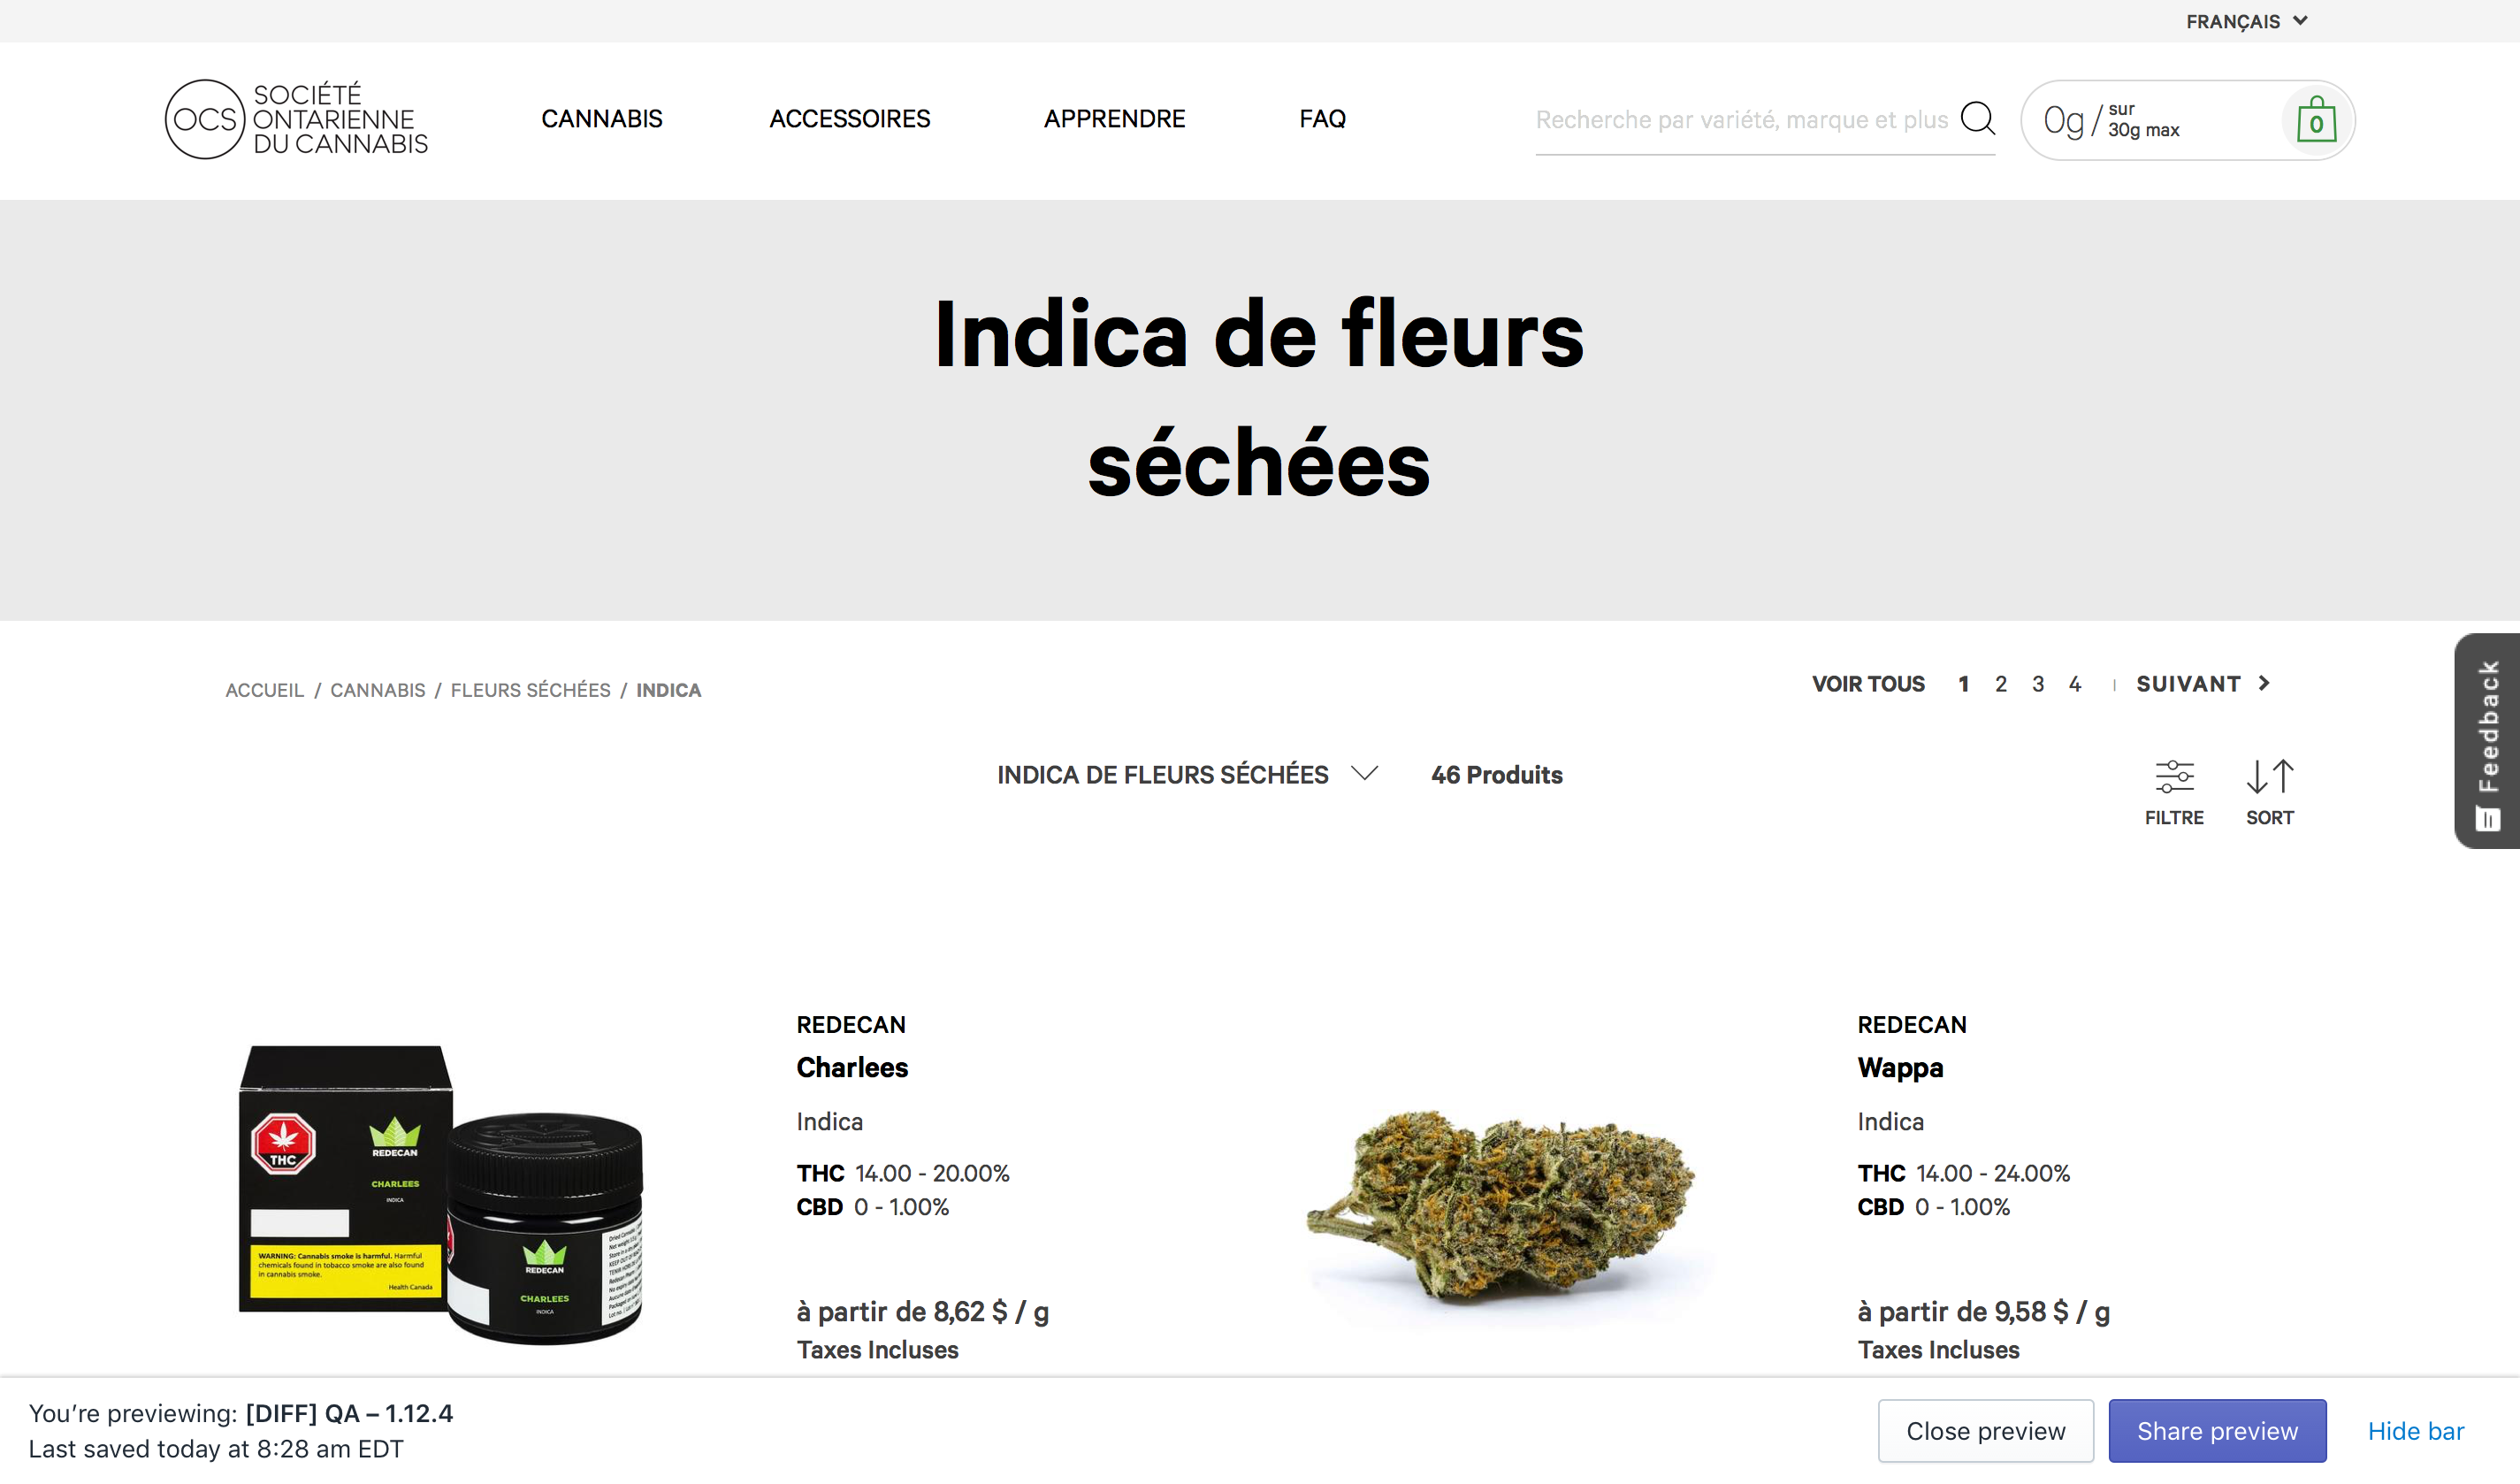 FRANÇAIS
OCS
SOCIÉTÉ
ONTARIENNE
DU CANNABIS
CANNABIS
ACCESSOIRES
APPRENDRE
FAQ
Recherche par variété, marque et plus
0g / sur
30g max
0
Indica de fleurs
séchées
ACCUEIL / CANNABIS / FLEURS SÉCHÉES / INDICA
VOIR TOUS 1 2 3 4 | SUIVANT
INDICA DE FLEURS SÉCHÉES
46 Produits
FILTRE
SORT
Feedback
THC
REDECAN
CHARLEES
INDICA
WARNING: Cannabis smoke is harmful. Harmful
chemicals found in tobacco smoke are also found
in cannabis smoke.
Health Canada
REDECAN
CHARLEES
INDICA
REDECAN
Charlees
Indica
THC 14.00 - 20.00%
CBD 0 - 1.00%
à partir de 8,62 $ / g
Taxes Incluses
REDECAN
Wappa
Indica
THC 14.00 - 24.00%
CBD 0 - 1.00%
à partir de 9,58 $ / g
Taxes Incluses
You’re previewing: [DIFF] QA – 1.12.4
Last saved today at 8:28 am EDT
Close preview
Share preview
Hide bar